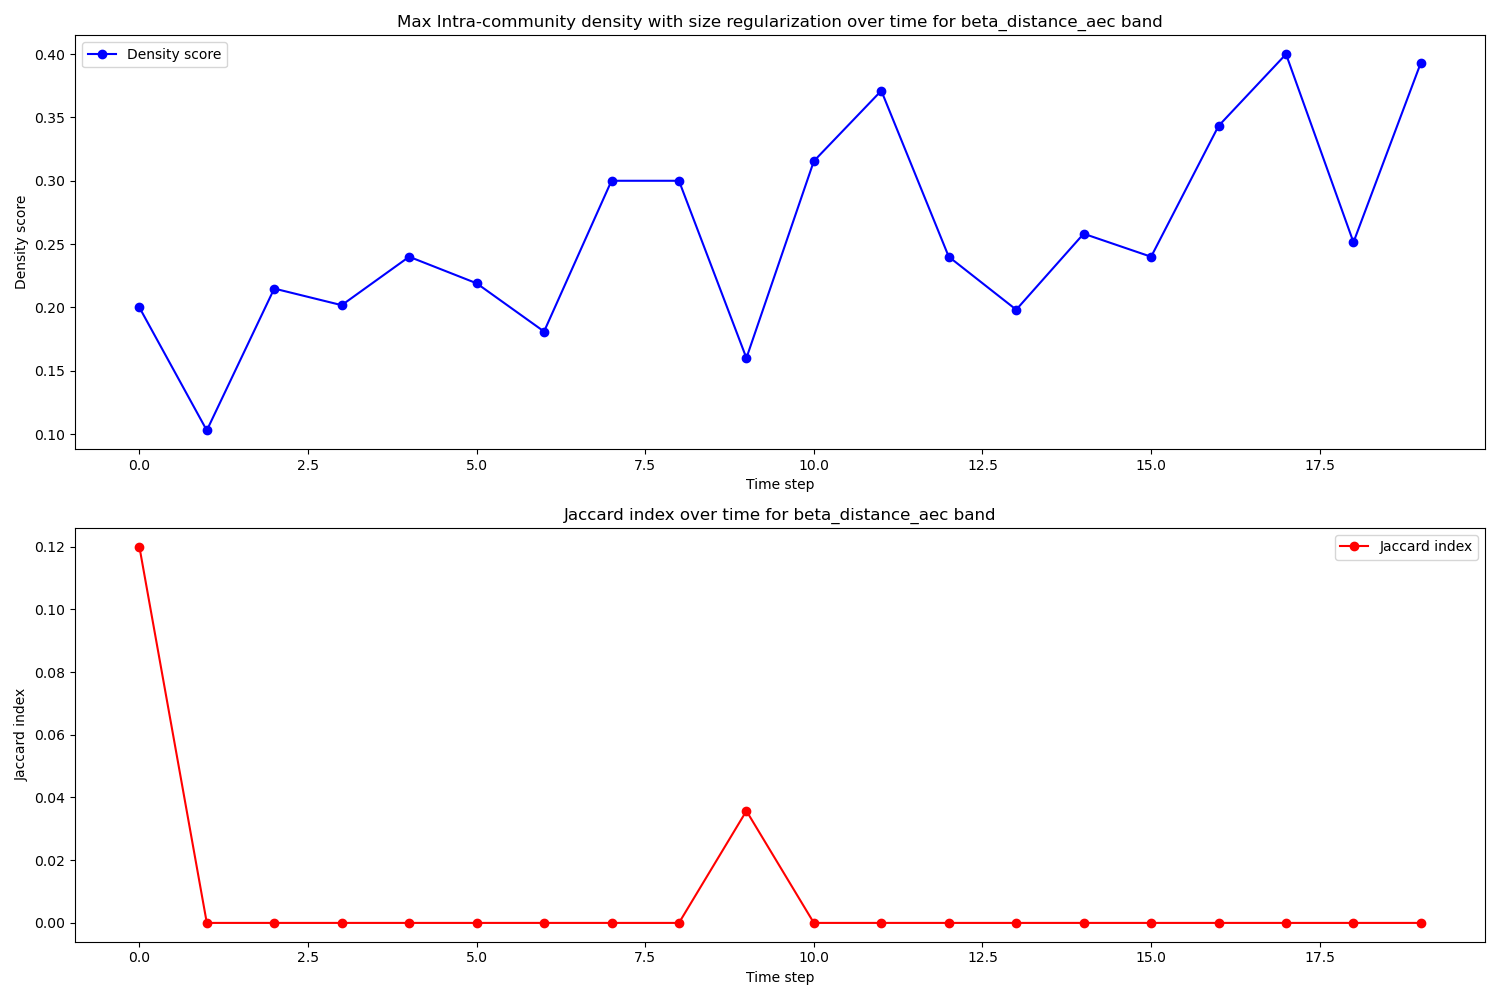 Max Intra-community density with size regularization over time for beta_distance_aec band
Density score
0.40
0.35
0.30
0.25
0.20
0.15
0.10
Density score
0.0 2.5 5.0 7.5 10.0 12.5 15.0 17.5
Time step
Jaccard index over time for beta_distance_aec band
Jaccard index
0.12
0.10
0.08
0.06
0.04
0.02
0.00
Jaccard index
0.0 2.5 5.0 7.5 10.0 12.5 15.0 17.5
Time step